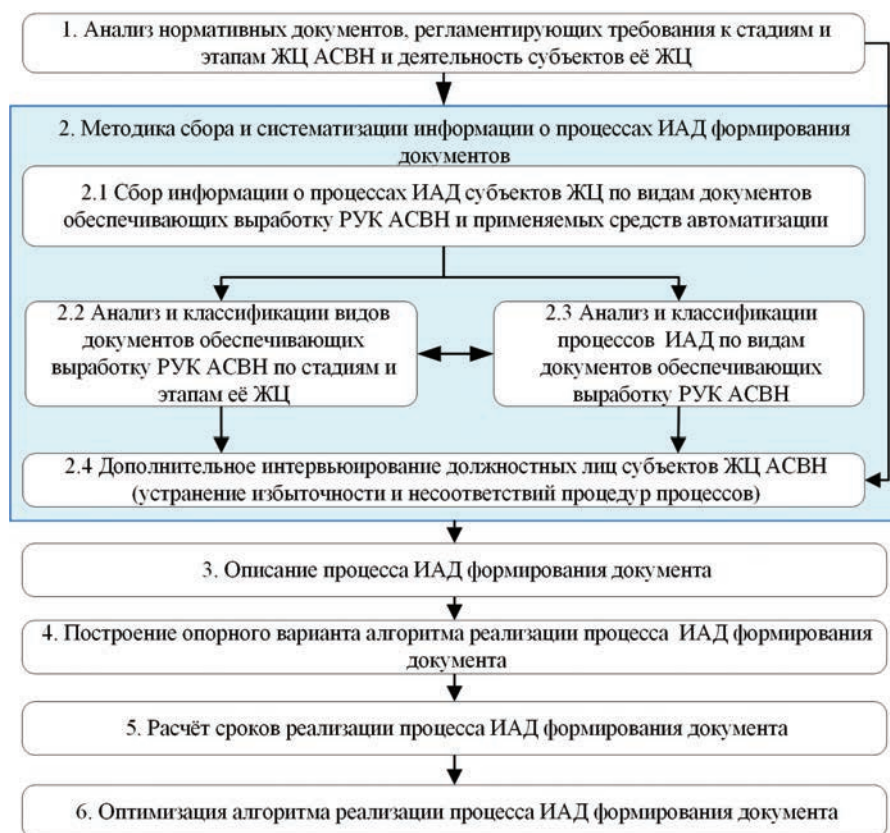 1. Анализ нормативных документов, регламентирующих требования к стадиям и
этапам ЖЦ АСВН и деятельность субъектов её ЖЦ
2. Методика сбора и систематизации информации о процессах ИАД формирования
документов
2.1 Сбор информации о процессах ИАД субъектов ЖЦ по видам документов
обеспечивающих выработку РУК АСВН и применяемых средств автоматизации
2.2 Анализ и классификации видов
документов обеспечивающих
выработку РУК АСВН по стадиям и
этапам её ЖЦ
2.3 Анализ и классификации
процессов ИАД по видам
документов обеспечивающих
выработку РУК АСВН
2.4 Дополнительное интервьюирование должностных лиц субъектов ЖЦ АСВН
(устранение избыточности и несоответствий процедур процессов)
3. Описание процесса ИАД формирования документа
4. Построение опорного варианта алгоритма реализации процесса ИАД формирования
документа
5. Расчёт сроков реализации процесса ИАД формирования документа
6. Оптимизация алгоритма реализации процесса ИАД формирования документа